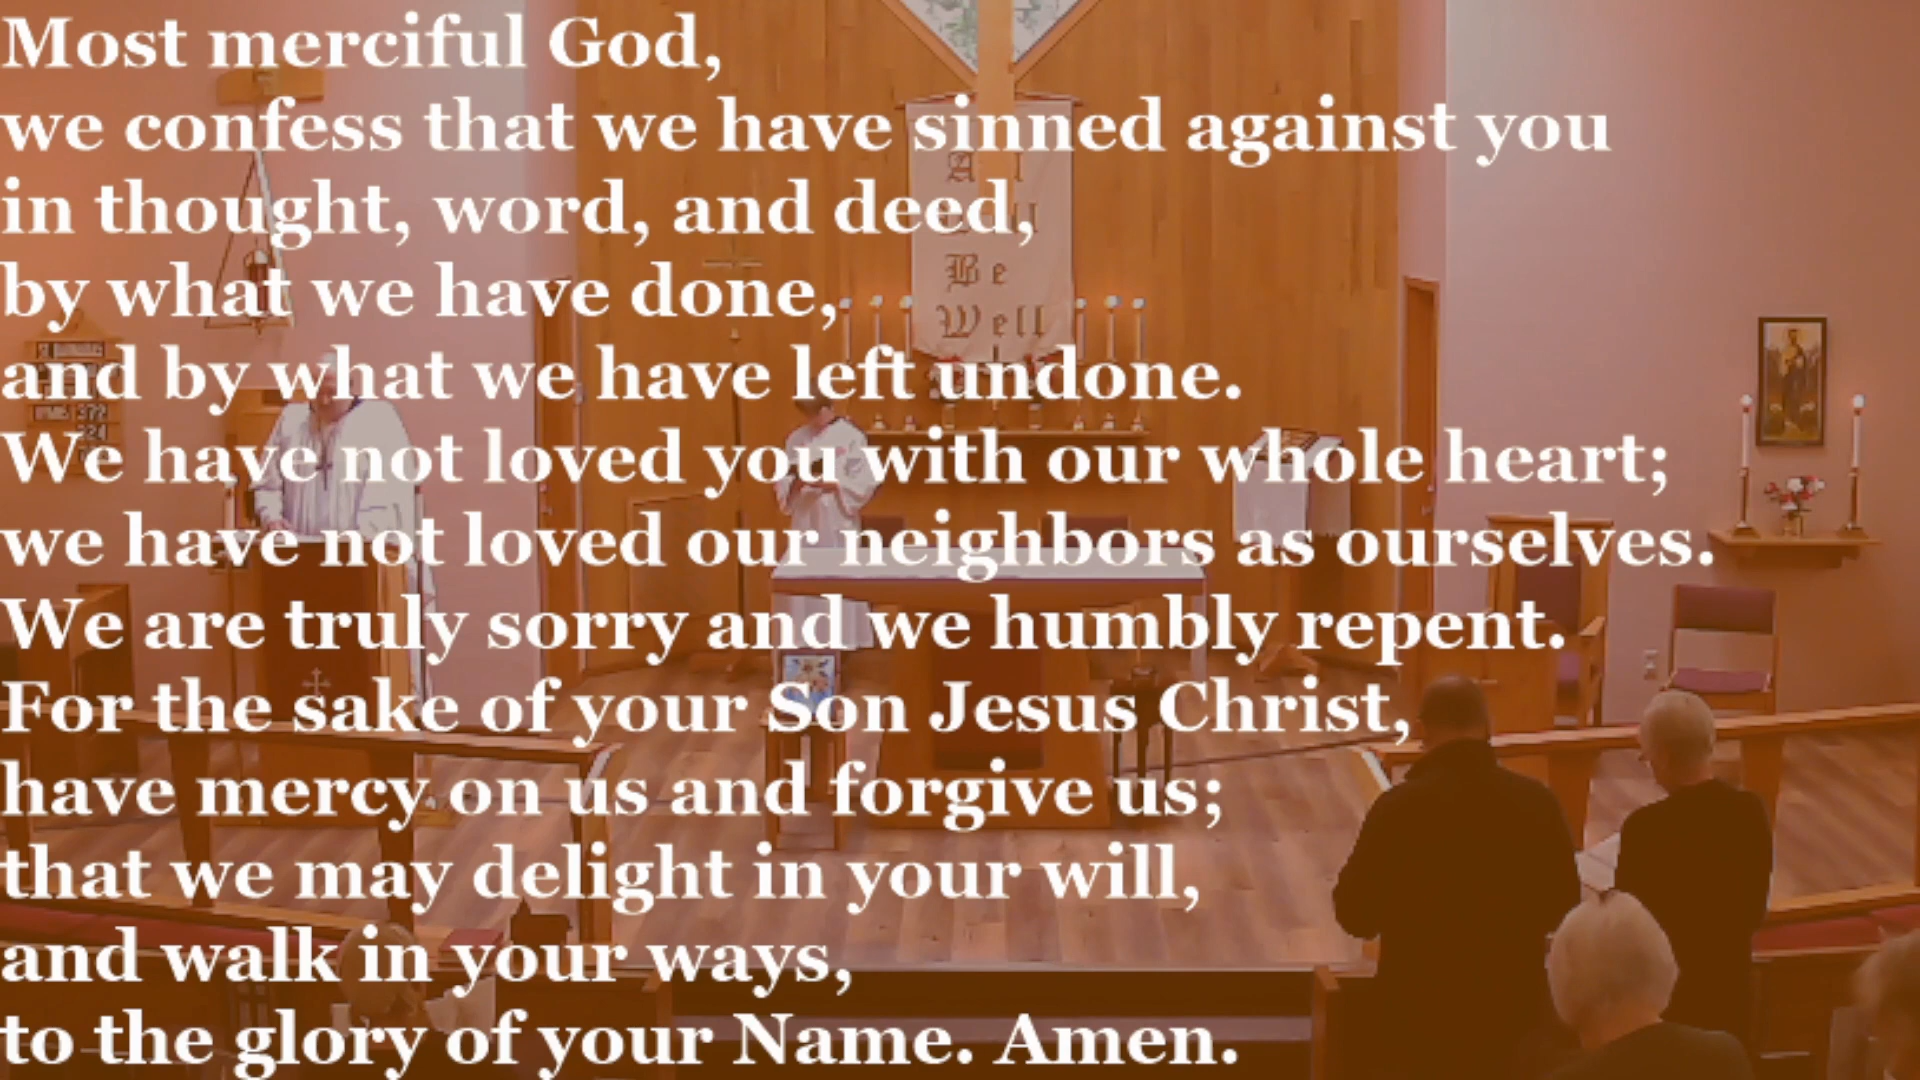 Most merciful God,
we confess that we have sinned against you
in thought, word, and deed,
by what we have done,
and by what we have left undone.
We have not loved you with our whole heart;
we have not loved our neighbors as ourselves.
We are truly sorry and we humbly repent.
For the sake of your Son Jesus Christ,
have mercy on us and forgive us;
that we may delight in your will,
and walk in your ways,
to the glory of your Name. Amen.
Be
Well